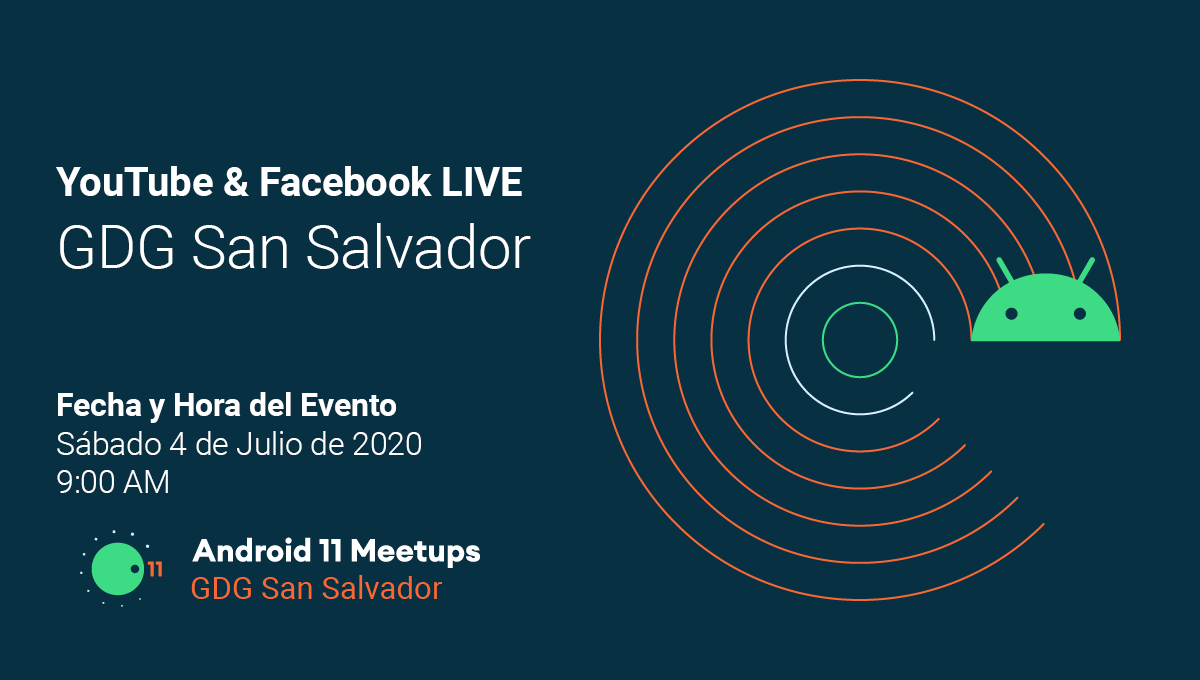 YouTube & Facebook LIVE
GDG San Salvador
Fecha y Hora del Evento
Sábado 4 de Julio de 2020
9:00 AM
11
Android 11 Meetups
GDG San Salvador